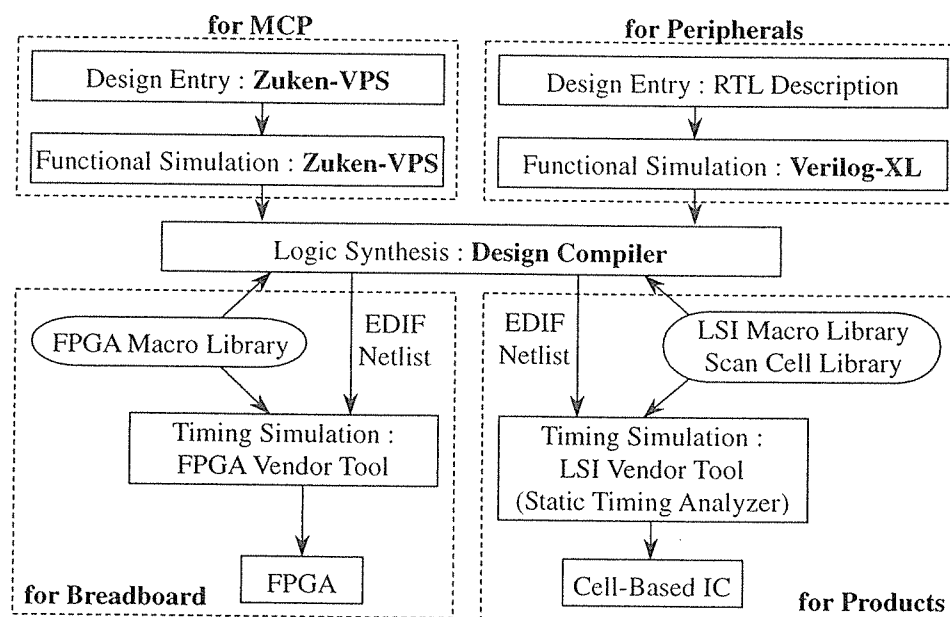 for MCP
Design Entry : Zuken-VPS
Functional Simulation : Zuken-VPS
for Peripherals
Design Entry : RTL Description
Functional Simulation : Verilog-XL
Logic Synthesis : Design Compiler
FPGA Macro Library
EDIF
Netlist
Timing Simulation :
FPGA Vendor Tool
FPGA
for Breadboard
EDIF
Netlist
LSI Macro Library
Scan Cell Library
Timing Simulation :
LSI Vendor Tool
(Static Timing Analyzer)
Cell-Based IC
for Products